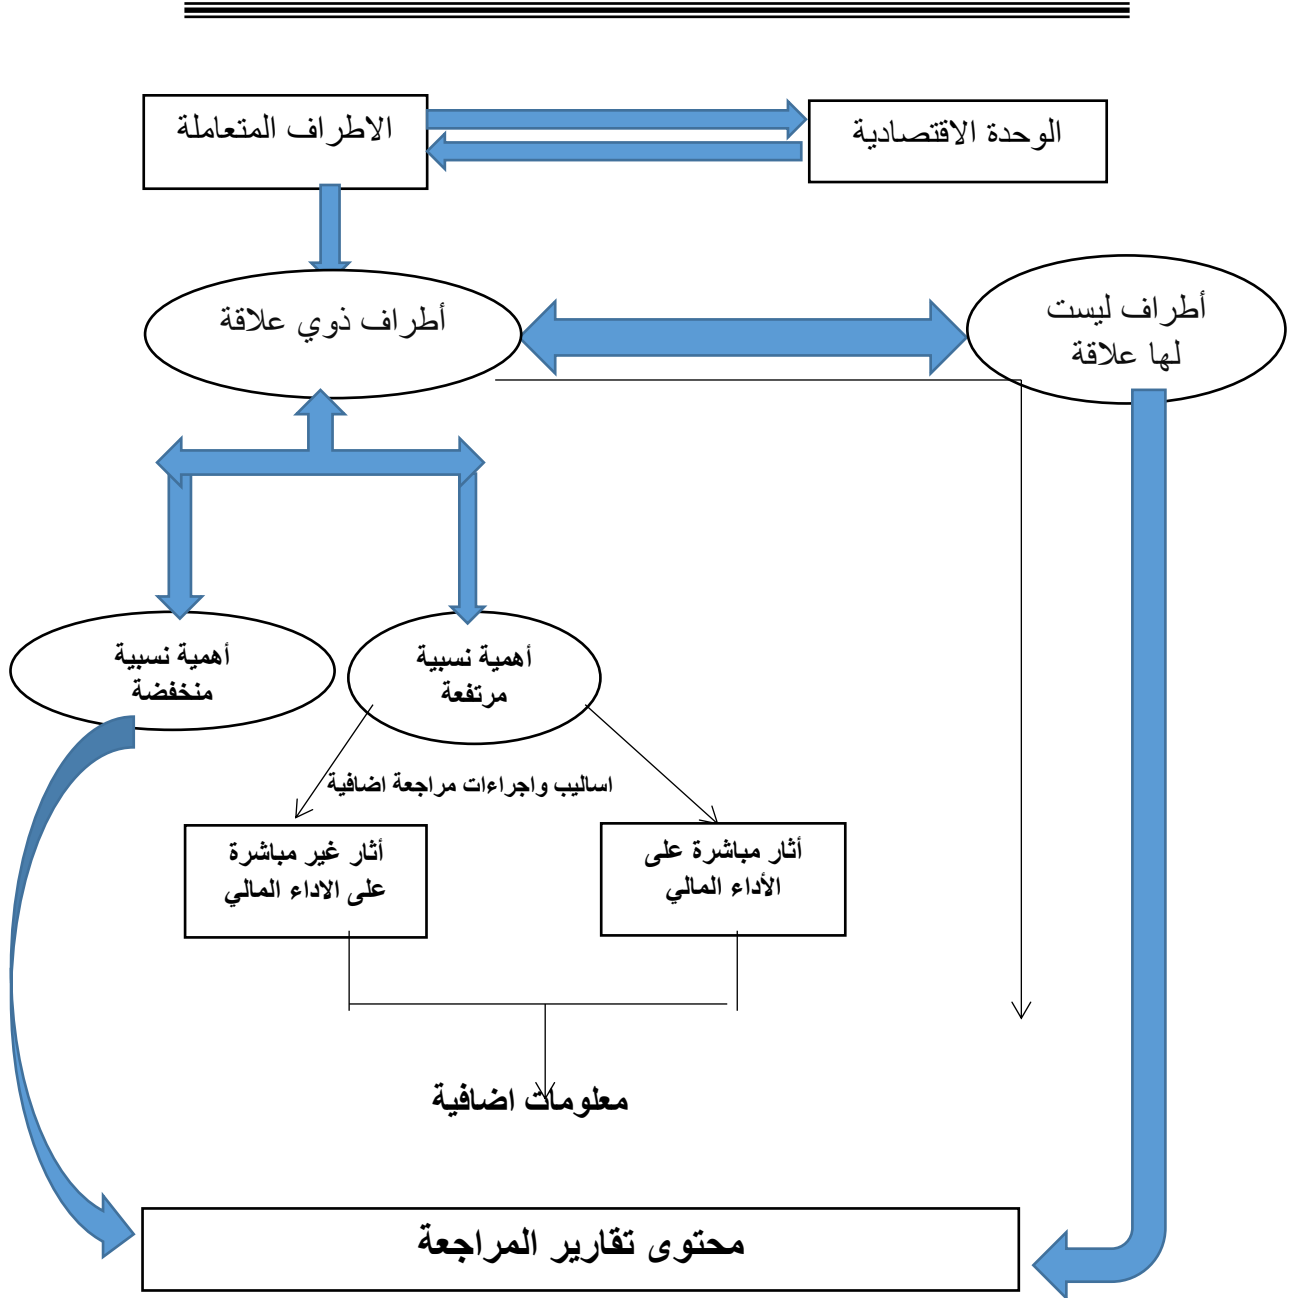 الوحدة الاقتصادية
الاطراف المتعاملة
أطراف ليست
لها علاقة
أطراف ذوي علاقة
أهمية نسبية
مرتفعة
أهمية نسبية
منخفضة
اساليب واجراءات مراجعة اضافية
أثار مباشرة على
الأداء المالي
أثار غير مباشرة
على الاداء المالي
معلومات اضافية
محتوى تقارير المراجعة